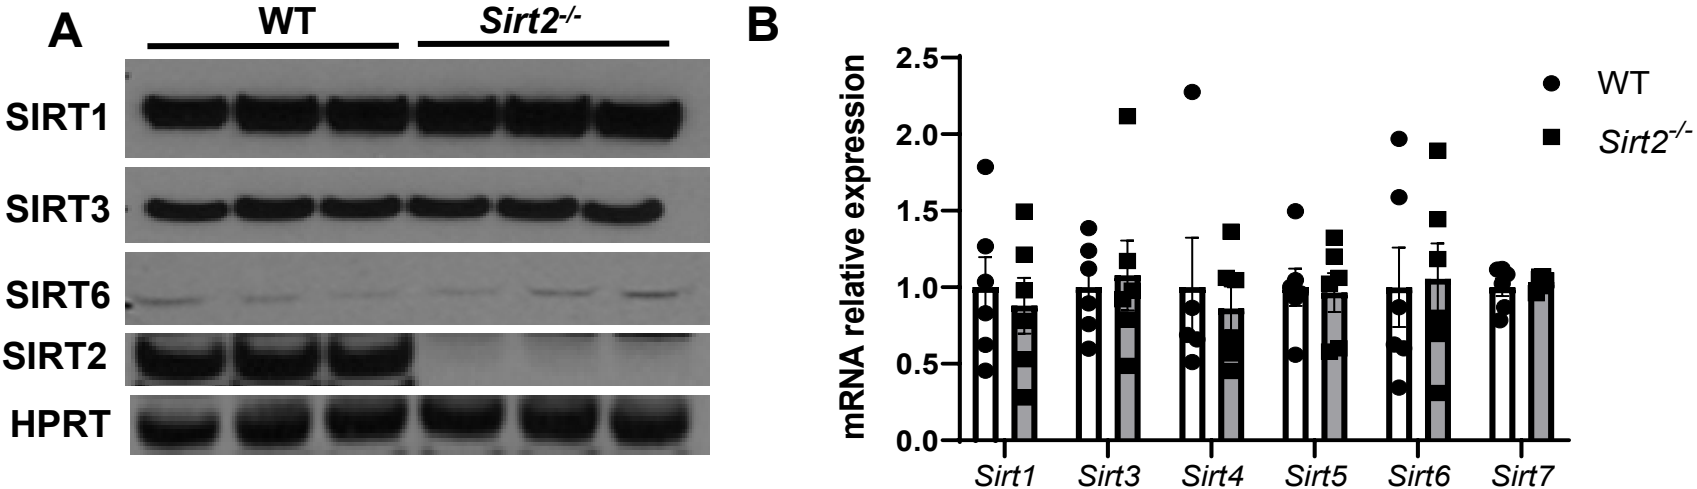 A
WT
Sirt2-/-
SIRT1
SIRT3
SIRT6
SIRT2
HPRT
B
mRNA relative expression
2.5
2.0
1.5
1.0
0.5
0.0
Sirt1 Sirt3 Sirt4 Sirt5 Sirt6 Sirt7
WT
Sirt2-/-